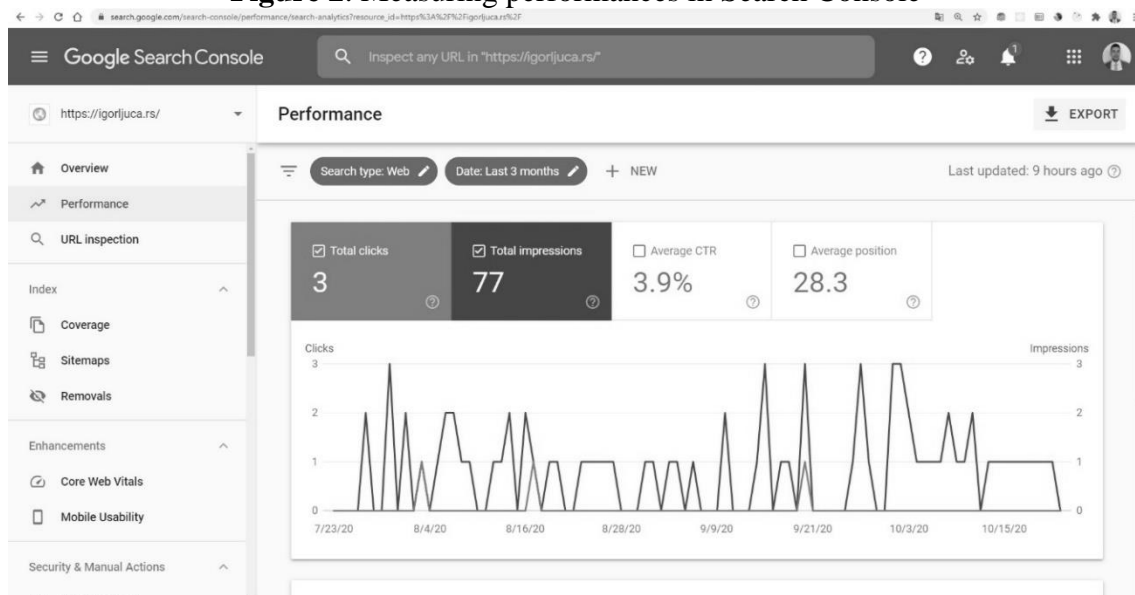 Figure 2. Measuring performances in Search Console
search.google.com/search-console/performance/search-analytics?resource_id=https%3A%2F%2Figorljuca.rs%2F
Google Search Console
Inspect any URL in "https://igorljuca.rs/"
1
https://igorljuca.rs/
Performance
EXPORT
Overview
Performance
URL inspection
Index
Coverage
Sitemaps
Removals
Enhancements
Core Web Vitals
Mobile Usability
Security & Manual Actions
Search type: Web
Date: Last 3 months
+ NEW
Last updated: 9 hours ago
Total clicks
3
Total impressions
77
Average CTR
3.9%
Average position
28.3
Clicks
Impressions
3
3
2
2
1
1
0
0
7/23/20
8/4/20
8/16/20
8/28/20
9/9/20
9/21/20
10/3/20
10/15/20